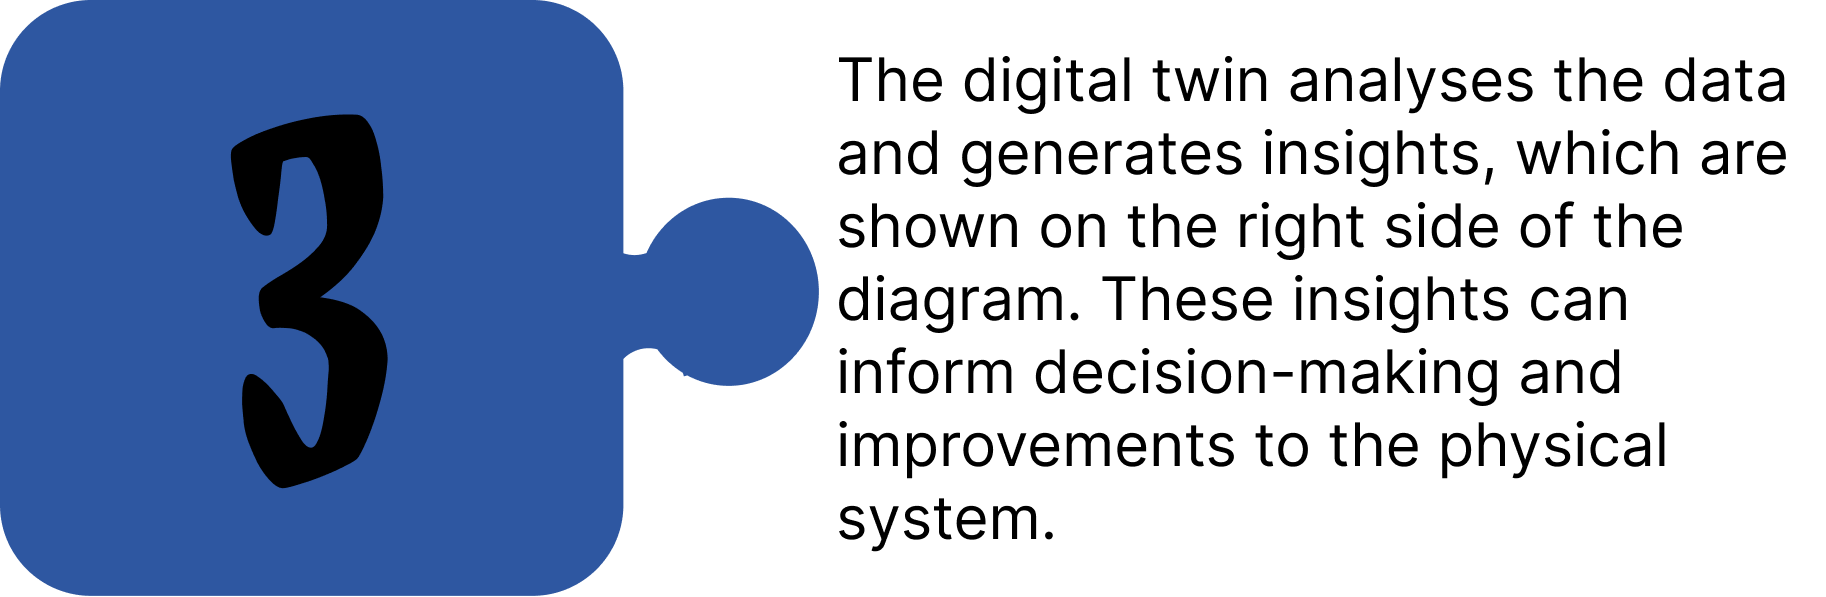 3
The digital twin analyses the data
and generates insights, which are
shown on the right side of the
diagram. These insights can
inform decision-making and
improvements to the physical
system.